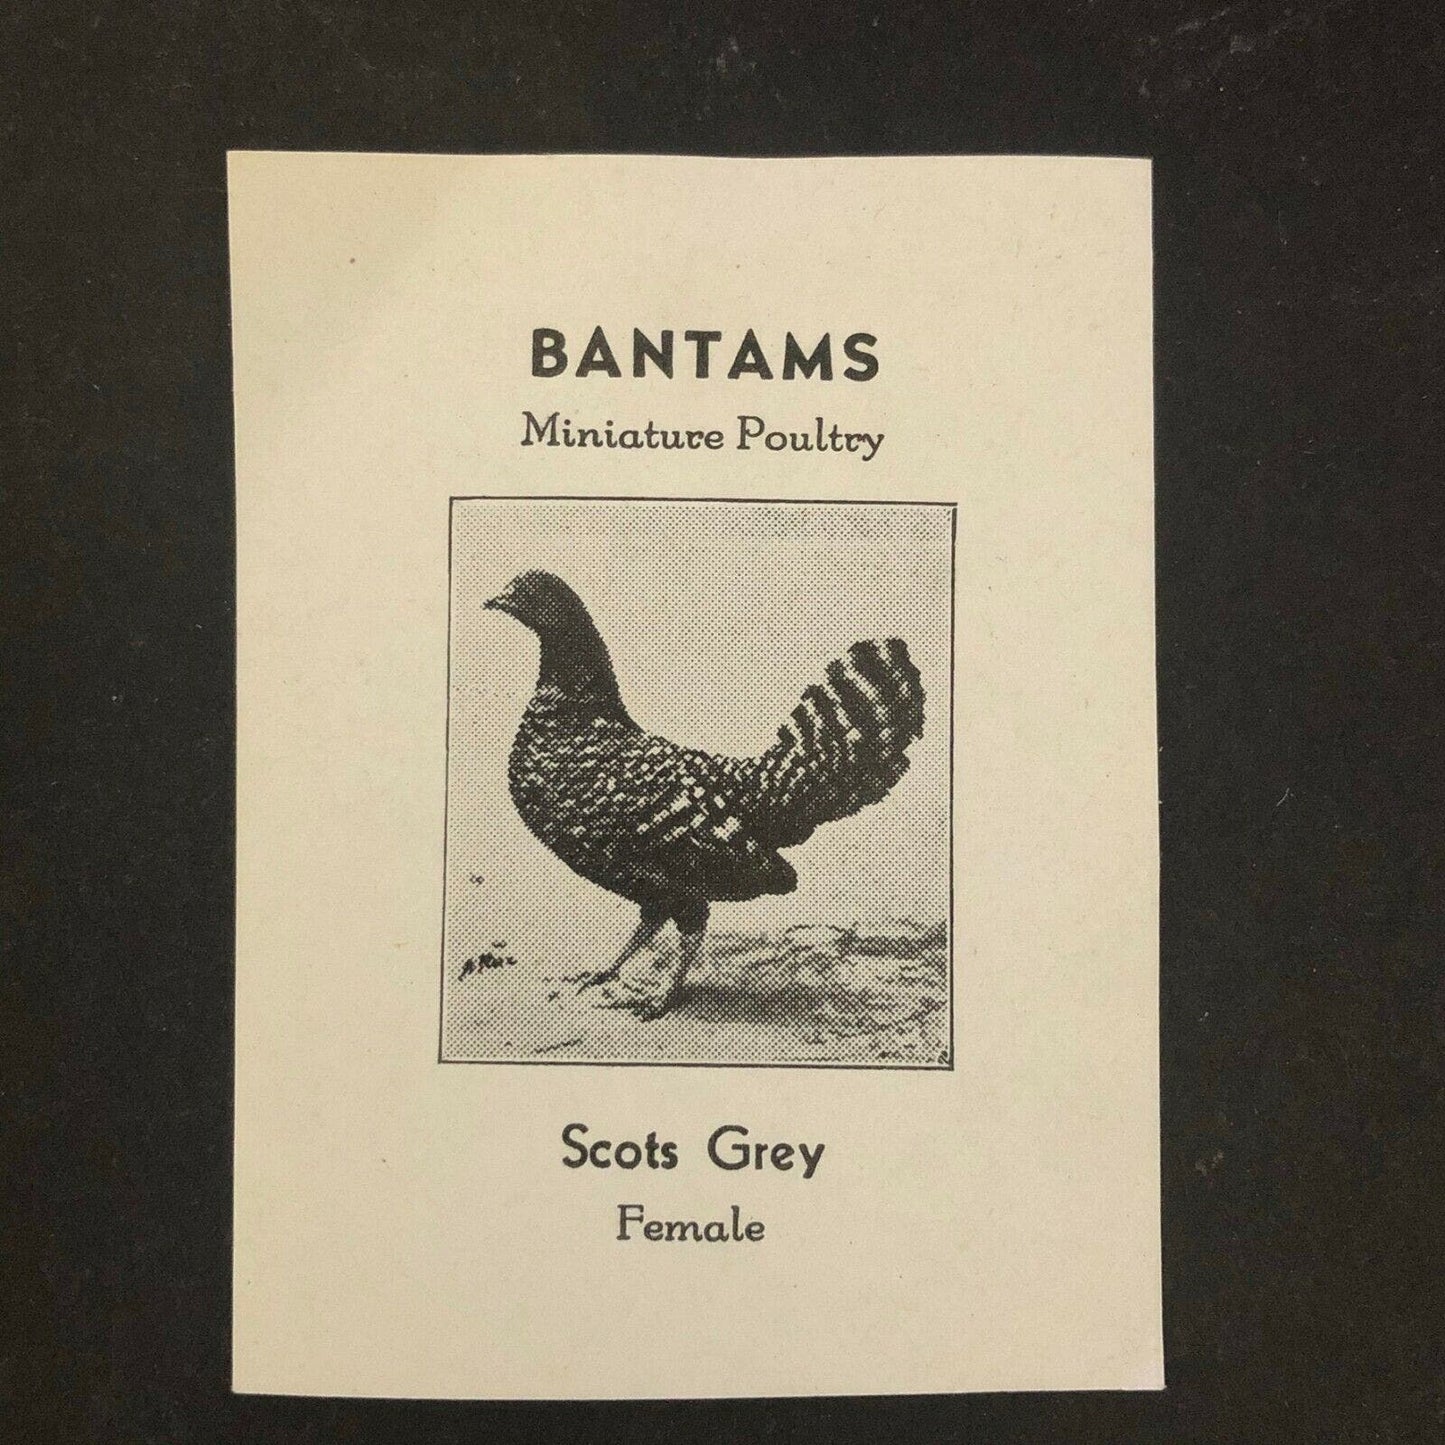 BANTAMS
Miniature Poultry
Scots Grey
Female